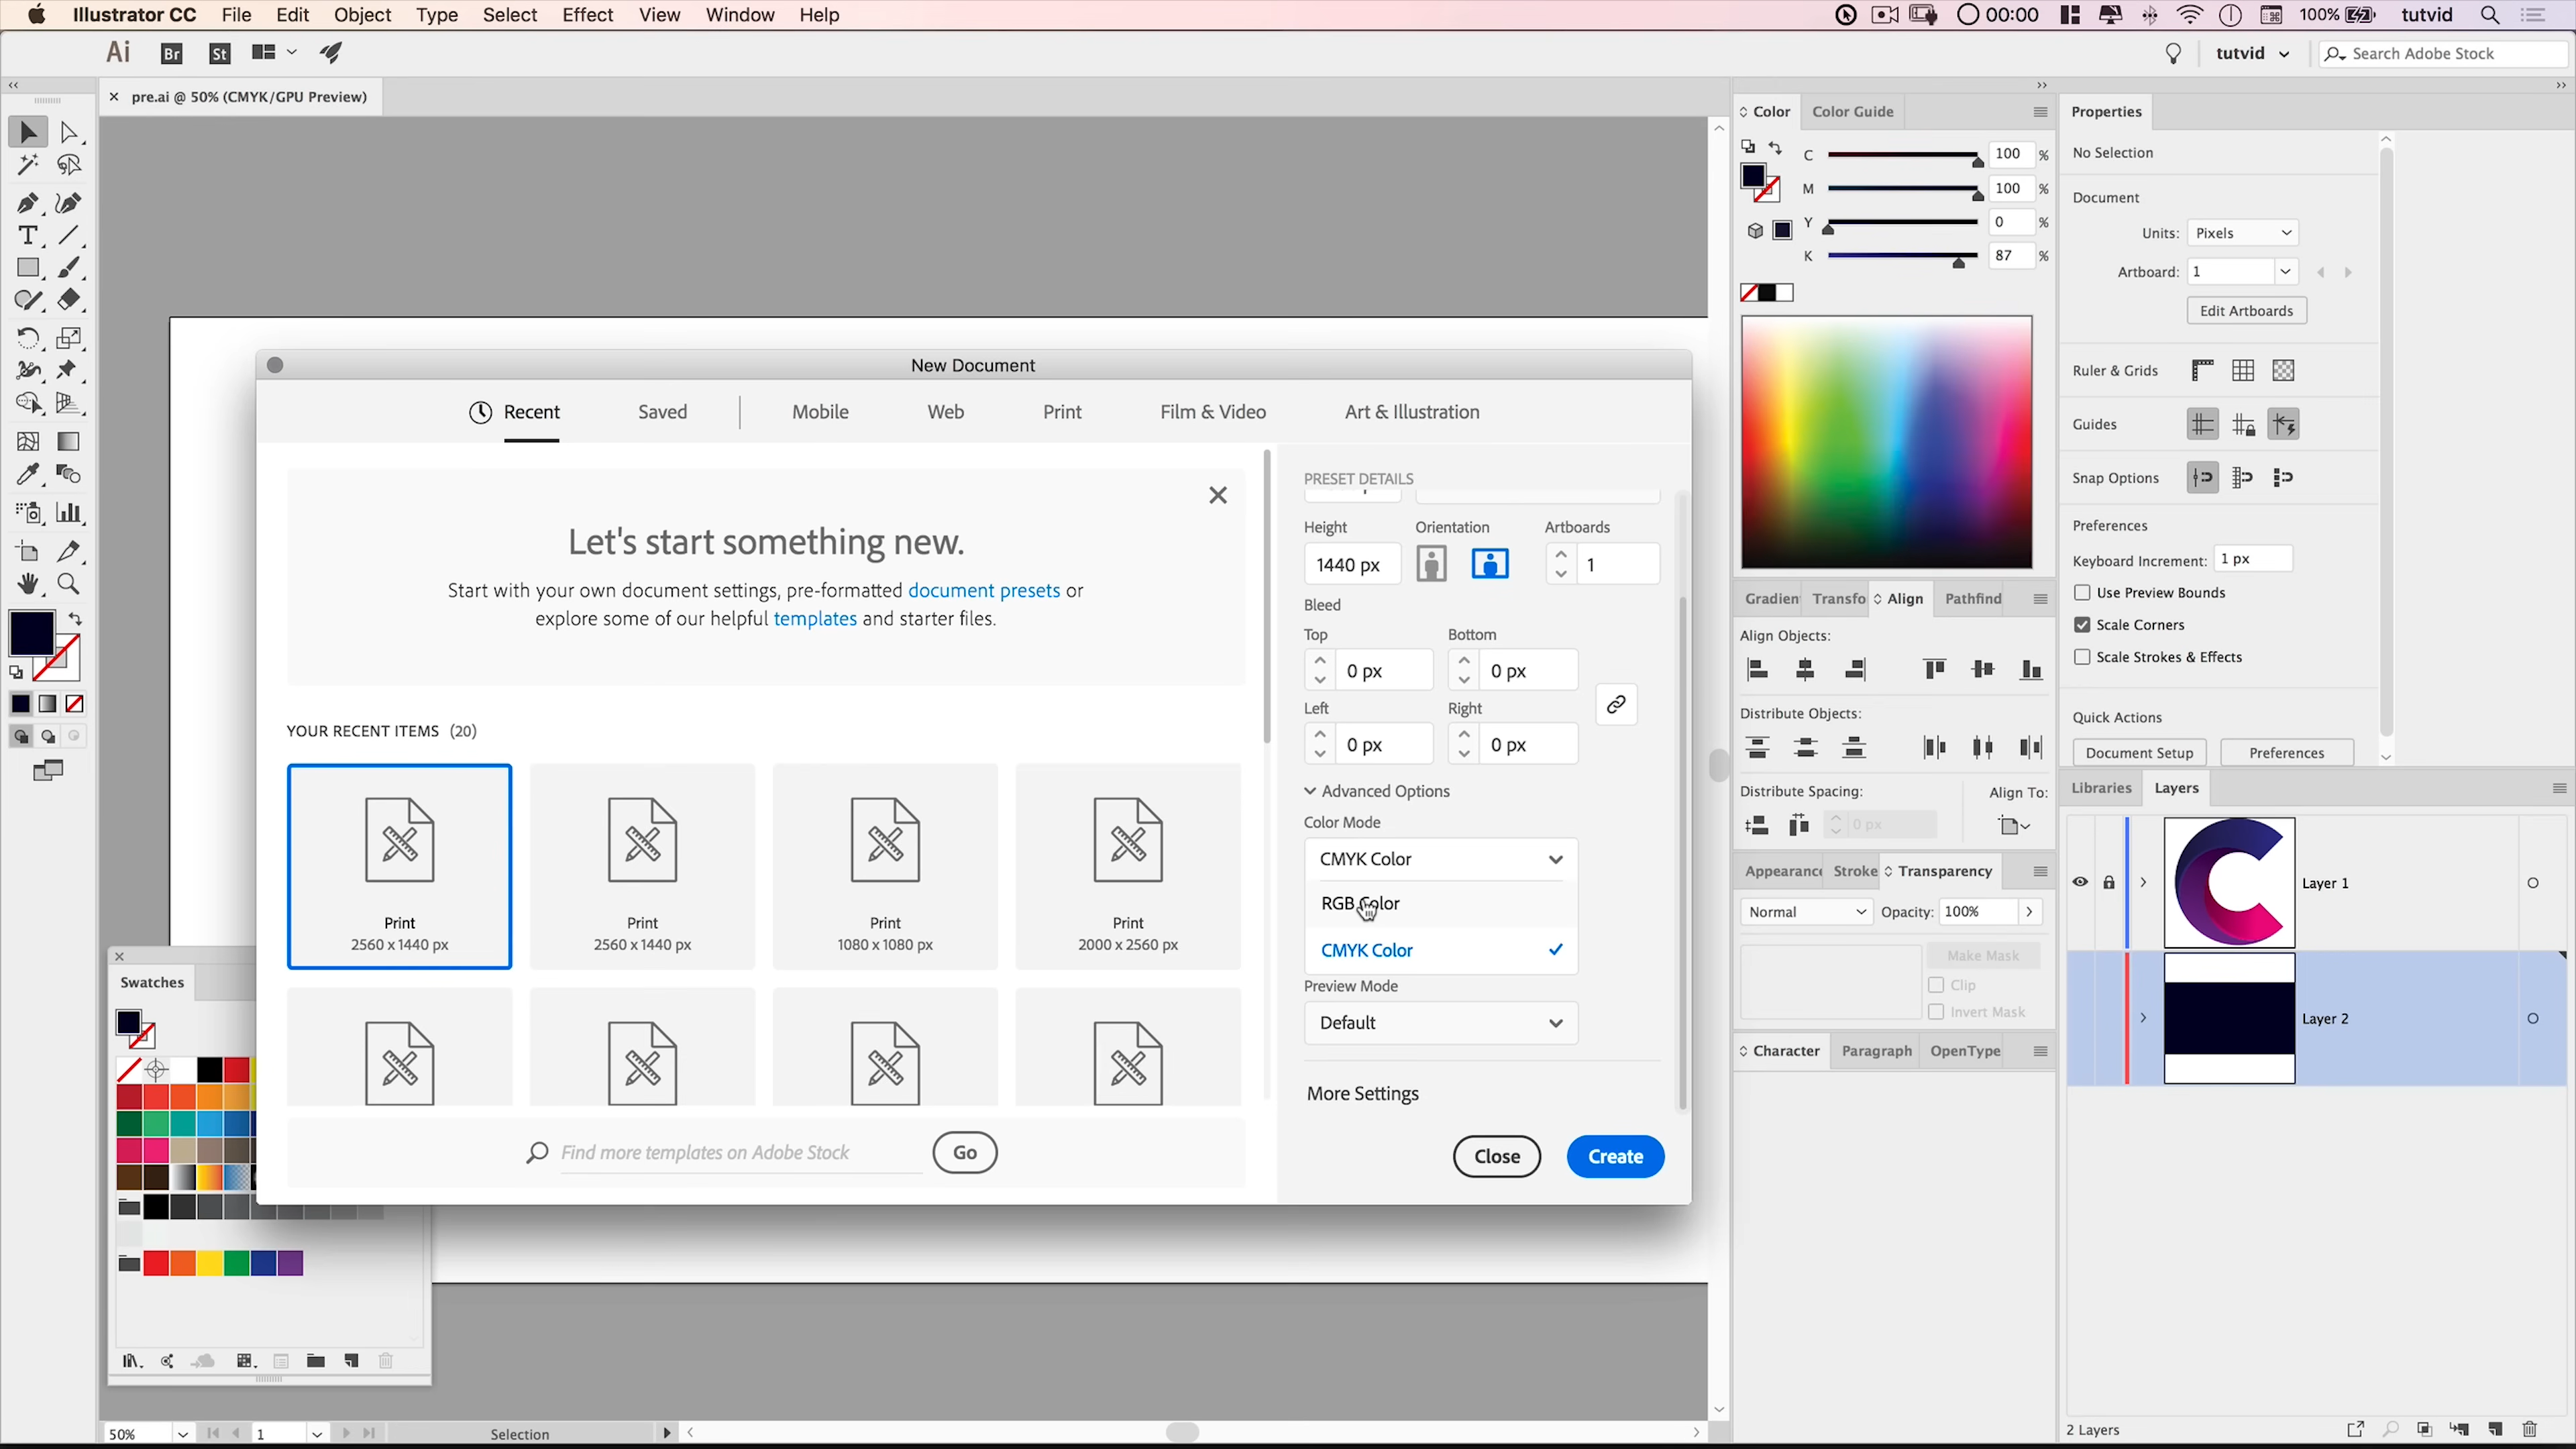 Illustrator CC File Edit Object Type Select Effect View Window Help 00:00 100% tutvid
Ai Br St tutvid Search Adobe Stock
pre.ai @ 50% (CMYK/GPU Preview)
Color Color Guide
C 100 %
M 100 %
Y 0 %
K 87 %
Properties
No Selection
Document
Units: Pixels
Artboard: 1
Edit Artboards
Ruler & Grids
Guides
Snap Options
Preferences
Keyboard Increment: 1 px
Use Preview Bounds
Scale Corners
Scale Strokes & Effects
Quick Actions
Document Setup Preferences
New Document
Recent Saved Mobile Web Print Film & Video Art & Illustration
Let's start something new.
Start with your own document settings, pre-formatted document presets or
explore some of our helpful templates and starter files.
YOUR RECENT ITEMS (20)
Print Print Print Print
2560 x 1440 px 2560 x 1440 px 1080 x 1080 px 2000 x 2560 px
Find more templates on Adobe Stock Go
PRESET DETAILS
Height Orientation Artboards
1440 px 1
Bleed
Top Bottom
0 px 0 px
Left Right
0 px 0 px
Advanced Options
Color Mode
CMYK Color
RGB Color
CMYK Color
Preview Mode
Default
More Settings
Close Create
Gradien Transfo Align Pathfind
Align Objects:
Distribute Objects:
Distribute Spacing: Align To:
0 px
Appearanc Stroke Transparency
Normal Opacity: 100%
Make Mask
Clip
Invert Mask
Character Paragraph OpenType
Libraries Layers
Layer 1
Layer 2
2 Layers
Swatches
50% 1 Selection